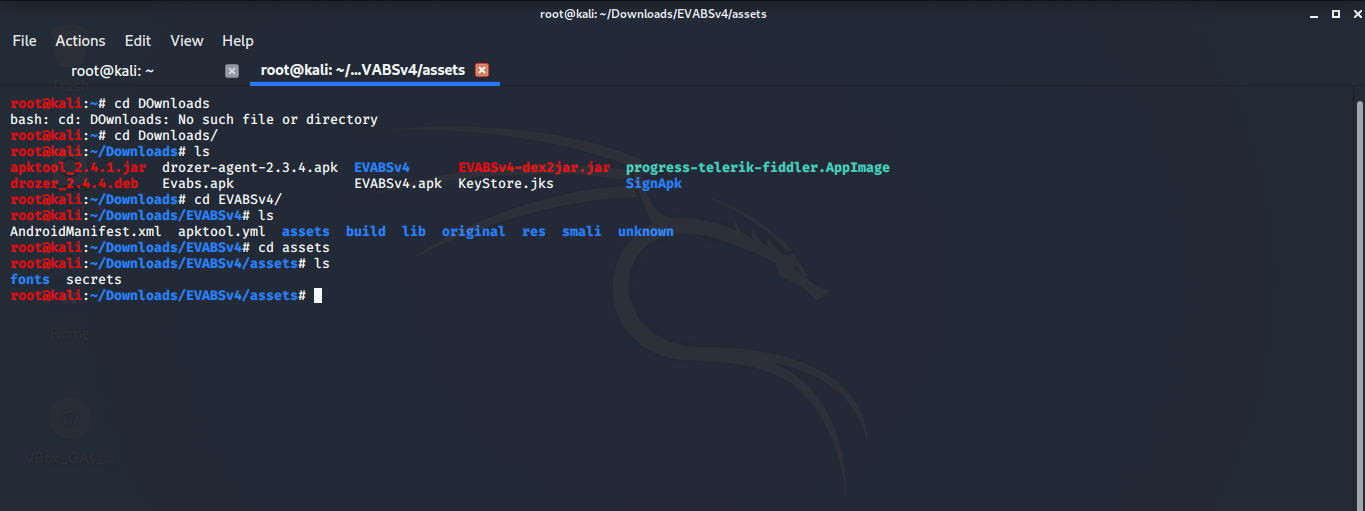 root@kali: ~/Downloads/EVABSv4/assets
File Actions Edit View Help
root@kali: ~ root@kali: ~/...VABSv4/assets
root@kali:~# cd DOwnloads
bash: cd: DOwnloads: No such file or directory
root@kali:~# cd Downloads/
root@kali:~/Downloads# ls
apktool_2.4.1.jar drozer-agent-2.3.4.apk EVABSv4 EVABSv4-dex2jar.jar progress-telerik-fiddler.AppImage
drozer_2.4.4.deb Evabs.apk EVABSv4.apk KeyStore.jks SignApk
root@kali:~/Downloads# cd EVABSv4/
root@kali:~/Downloads/EVABSv4# ls
AndroidManifest.xml apktool.yml assets build lib original res smali unknown
root@kali:~/Downloads/EVABSv4# cd assets
root@kali:~/Downloads/EVABSv4/assets# ls
fonts secrets
root@kali:~/Downloads/EVABSv4/assets#
Home
VBox_GAs_...